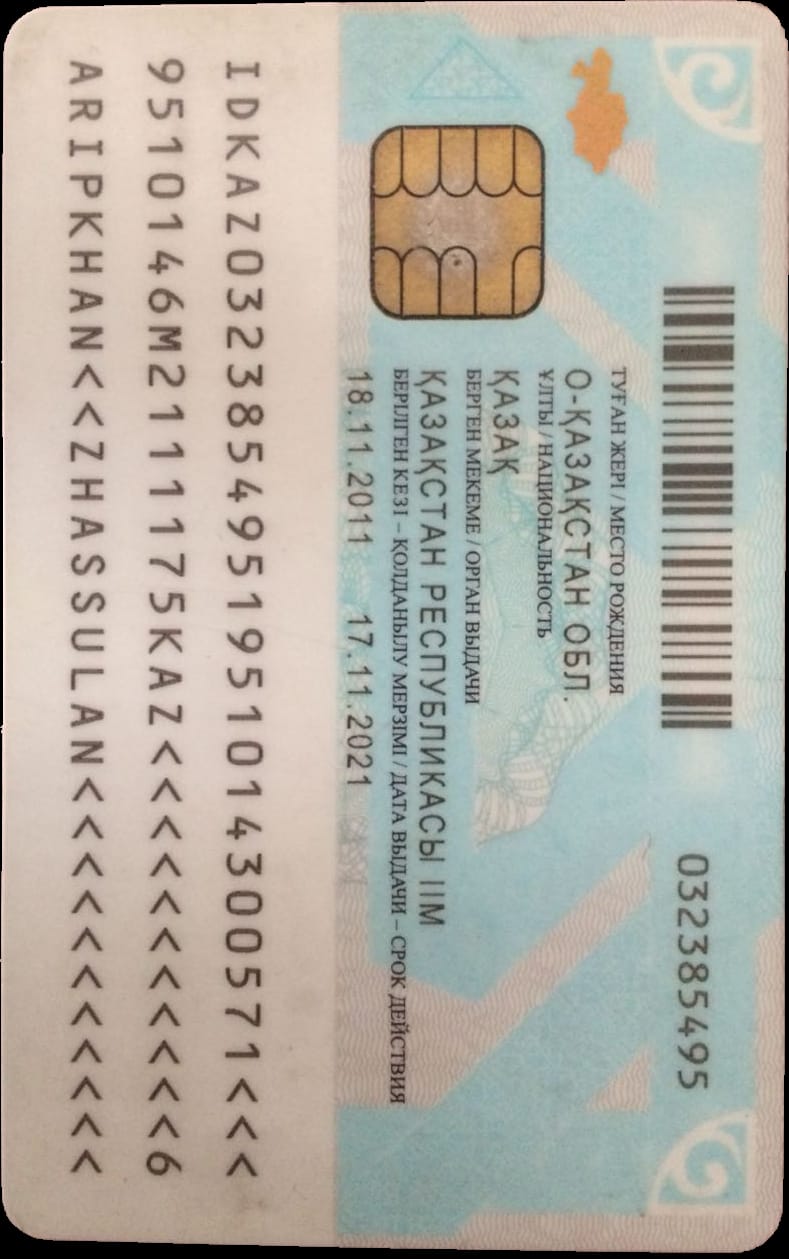 032385495
ТУҒАН ЖЕРІ / МЕСТО РОЖДЕНИЯ
О-ҚАЗАҚСТАН ОБЛ.
ҰЛТЫ / НАЦИОНАЛЬНОСТЬ
ҚАЗАҚ
БЕРГЕН МЕКЕМЕ / ОРГАН ВЫДАЧИ
ҚАЗАҚСТАН РЕСПУБЛИКАСЫ ІІМ
БЕРІЛГЕН КЕЗІ – ҚОЛДАНЫЛУ МЕРЗІМІ / ДАТА ВЫДАЧИ – СРОК ДЕЙСТВИЯ
18.11.2011 17.11.2021
IDKAZ0323854951951014300571<<<
9510146M2111175KAZ<<<<<<<<<<<6
ARIPKHAN<<ZHASSULAN<<<<<<<<<<<